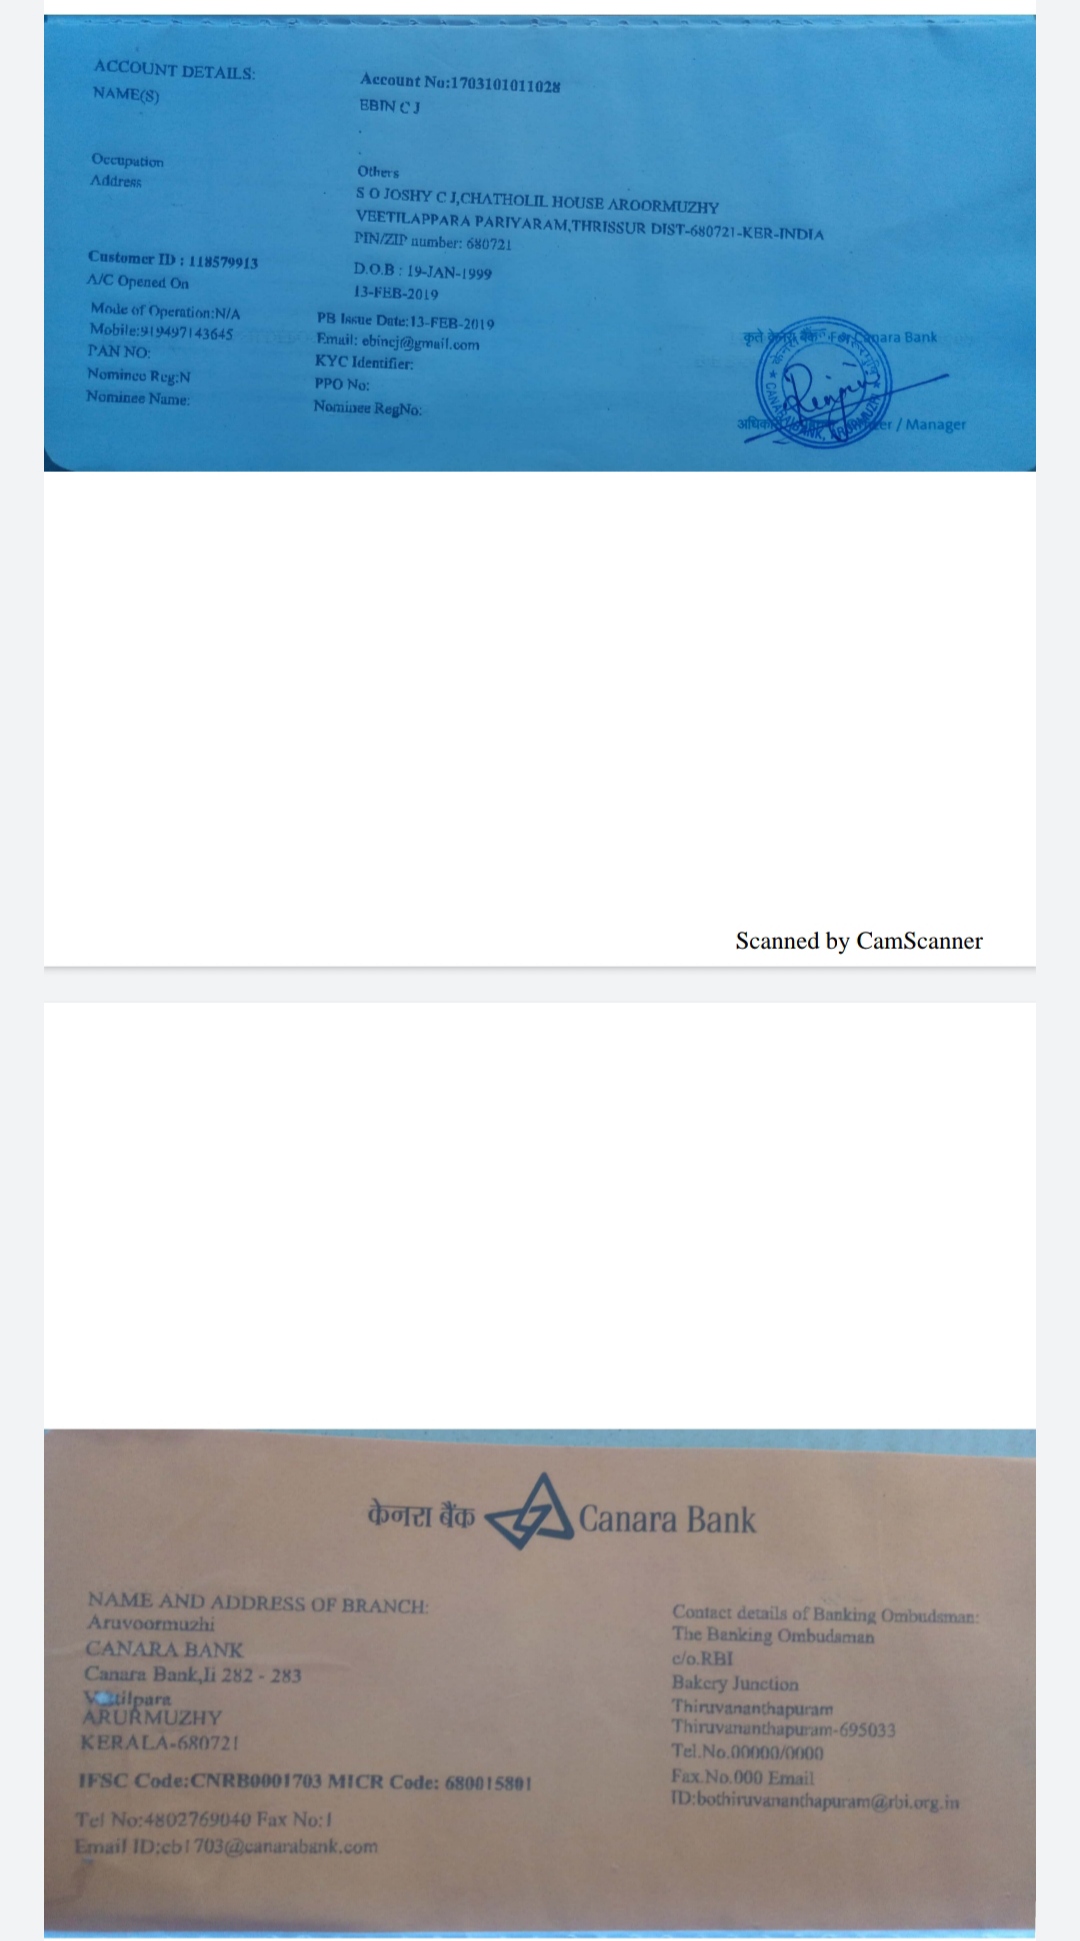 ACCOUNT DETAILS:
Account No:1703101011028
NAME(S)
EBIN C J
Occupation
Others
Address
S O JOSHY C J,CHATHOLIL HOUSE AROORMUZHY
VEETILAPPARA PARIYARAM,THRISSUR DIST-680721-KER-INDIA
PIN/ZIP number: 680721
Customer ID : 118579913
D.O.B : 19-JAN-1999
A/C Opened On
13-FEB-2019
Mode of Operation:N/A
PB Issue Date:13-FEB-2019
Mobile:919497143645
Email: ebincj@gmail.com
PAN NO:
KYC Identifier:
Nominee Reg:N
PPO No:
Nominee Name:
Nominee RegNo:
कृते केनरा बैंक For Canara Bank
CANARA BANK, ARURMUZHI
/ Manager
Scanned by CamScanner
केनरा बैंक Canara Bank
NAME AND ADDRESS OF BRANCH:
Aruvoormuzhi
CANARA BANK
Canara Bank,Ii 282 - 283
ARURMUZHY
KERALA-680721
IFSC Code:CNRB0001703 MICR Code: 680015801
Tel No:4802769040 Fax No:1
Email ID:cb1703@canarabank.com
Contact details of Banking Ombudsman:
The Banking Ombudsman
c/o.RBI
Bakery Junction
Thiruvananthapuram
Thiruvananthapuram-695033
Tel.No.00000/0000
Fax.No.000 Email
ID:bothiruvananthapuram@rbi.org.in